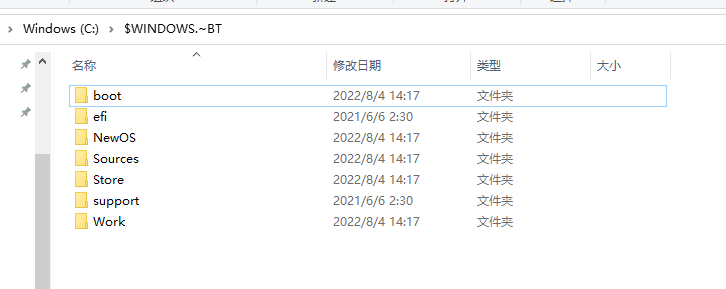 Windows (C:) > $WINDOWS.~BT
名称 修改日期 类型 大小
boot 2022/8/4 14:17 文件夹
efi 2021/6/6 2:30 文件夹
NewOS 2022/8/4 14:17 文件夹
Sources 2022/8/4 14:17 文件夹
Store 2022/8/4 14:17 文件夹
support 2021/6/6 2:30 文件夹
Work 2022/8/4 14:17 文件夹